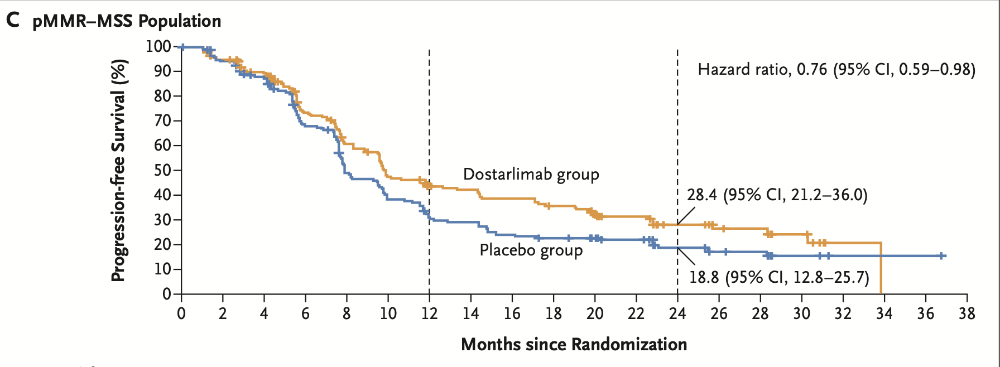 C pMMR–MSS Population
Hazard ratio, 0.76 (95% CI, 0.59–0.98)
Progression-free Survival (%)
100
90
80
70
60
50
40
30
20
10
0
Dostarlimab group
28.4 (95% CI, 21.2–36.0)
Placebo group
18.8 (95% CI, 12.8–25.7)
0 2 4 6 8 10 12 14 16 18 20 22 24 26 28 30 32 34 36 38
Months since Randomization